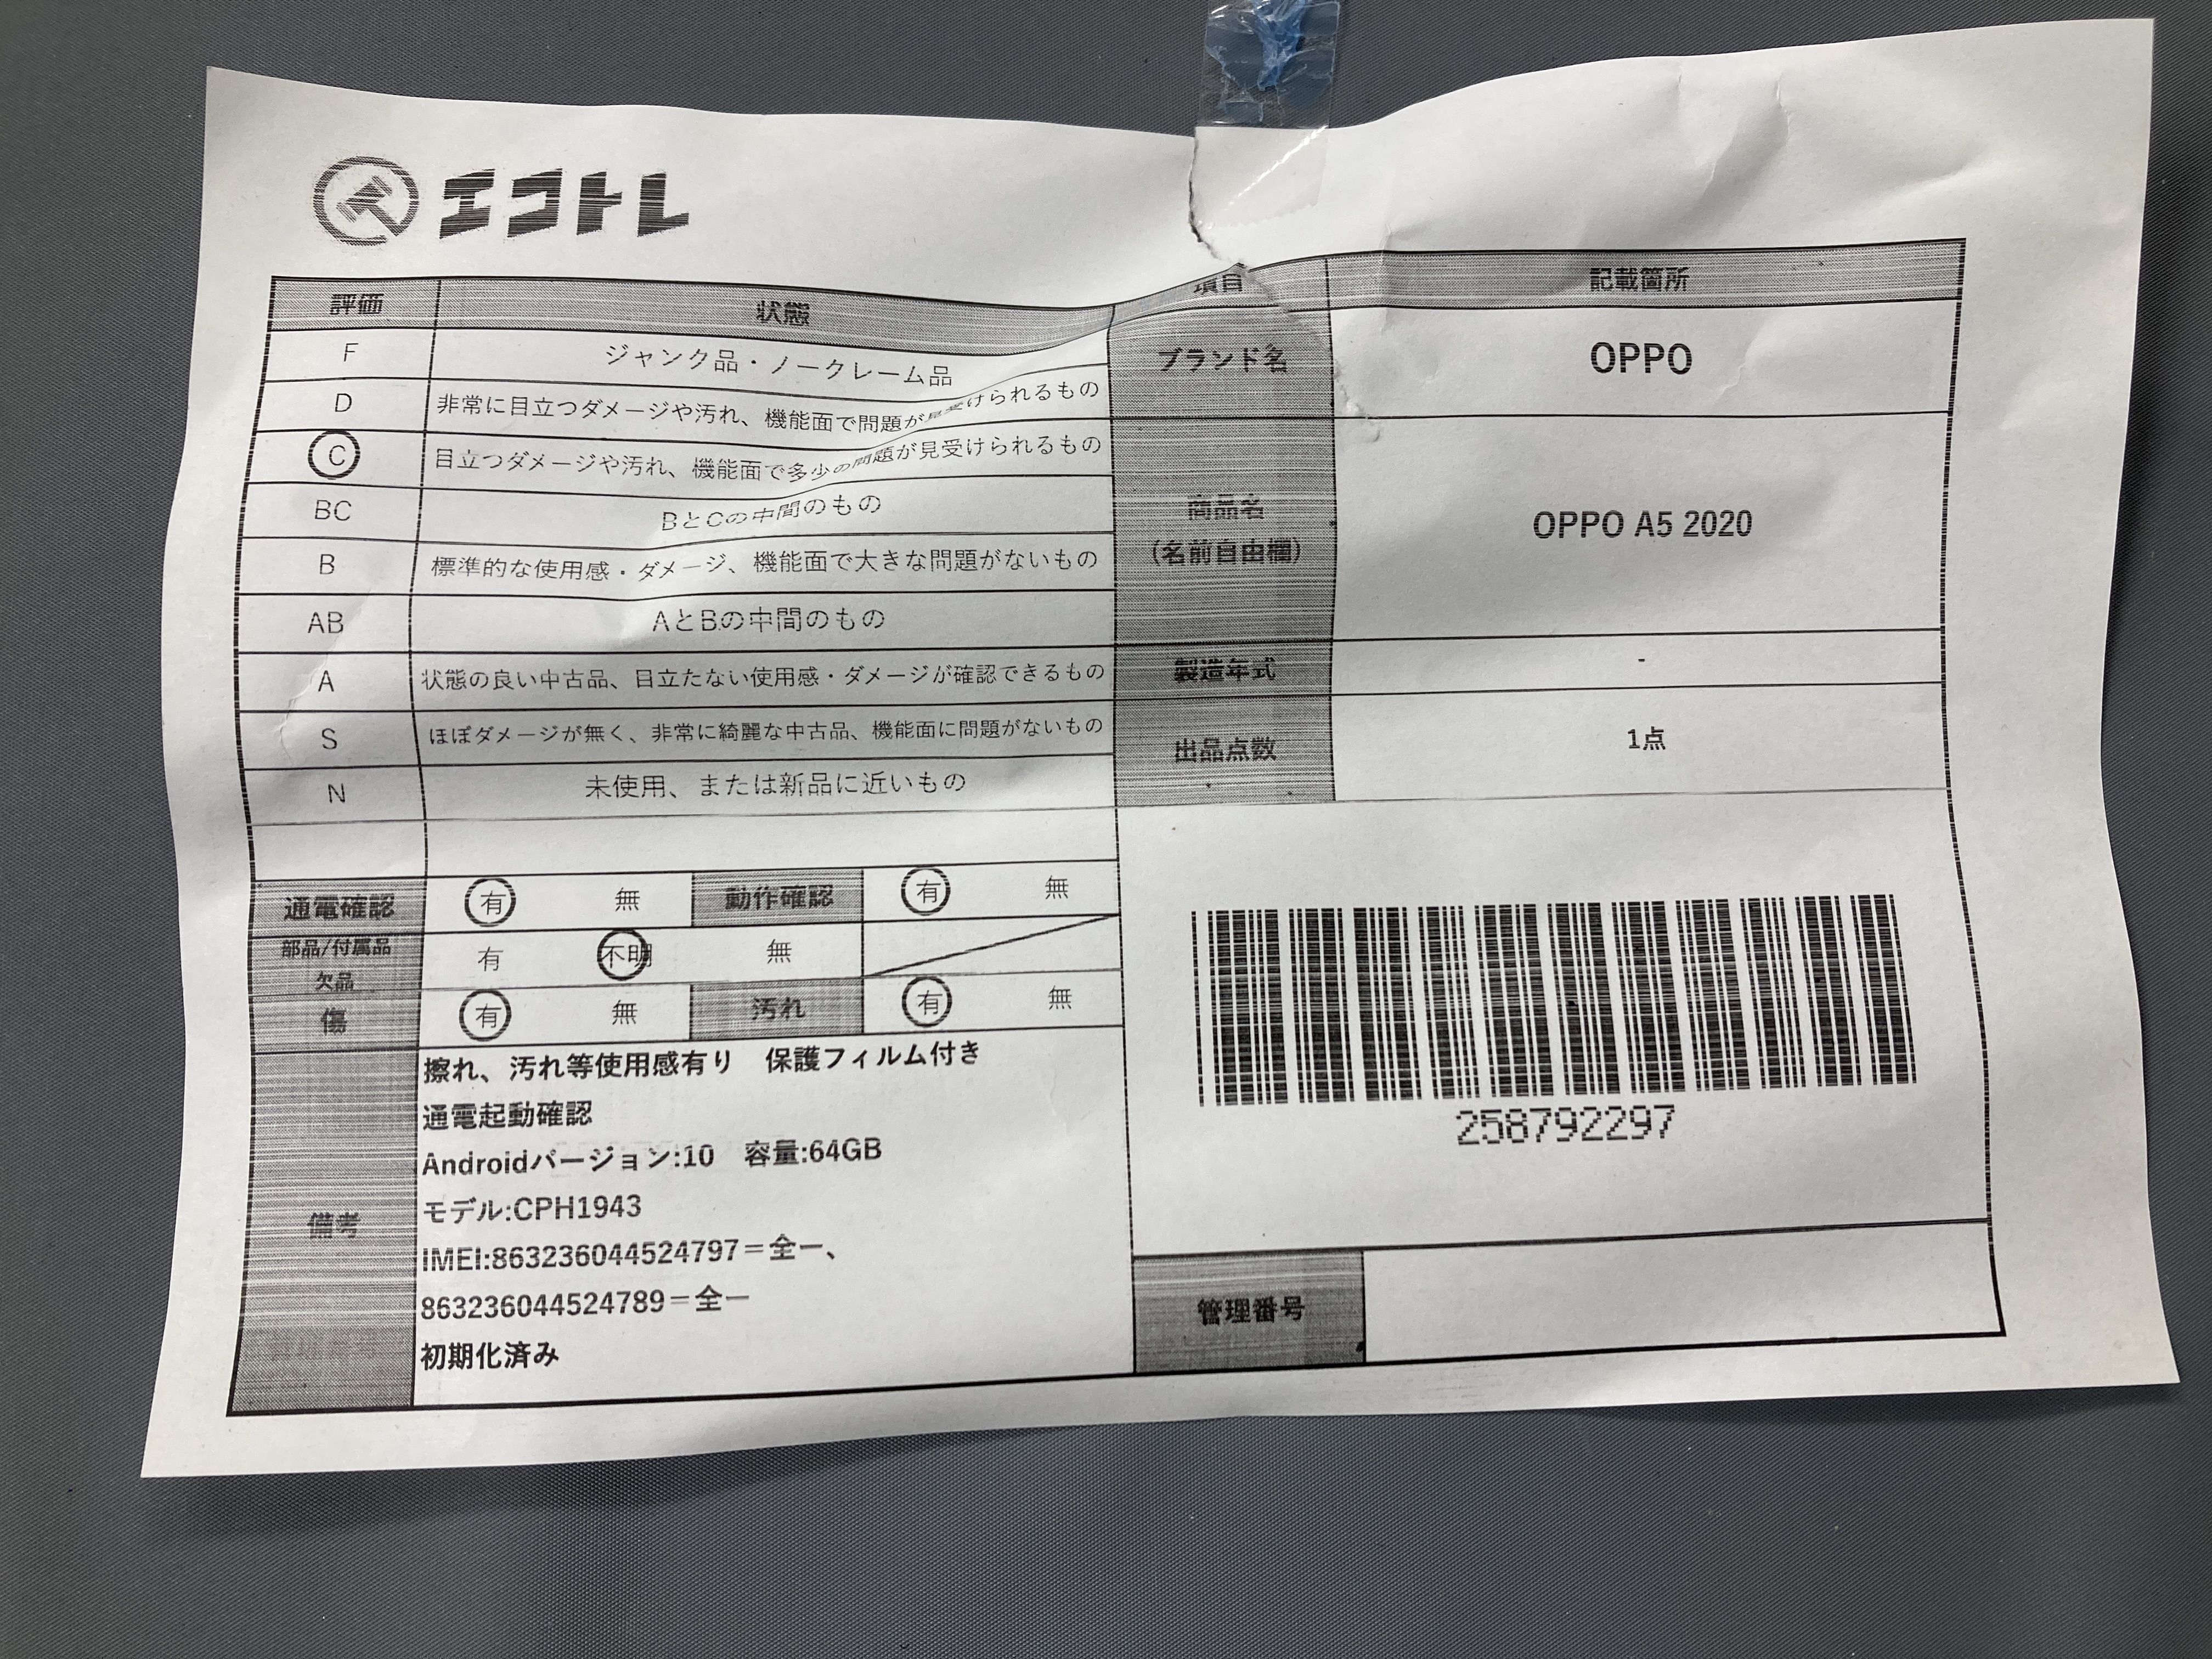 エコトレ
評価 状態
F ジャンク品・ノークレーム品
D 非常に目立つダメージや汚れ、機能面で問題が見受けられるもの
C 目立つダメージや汚れ、機能面で多少の問題が見受けられるもの
BC BとCの中間のもの
B 標準的な使用感・ダメージ、機能面で大きな問題がないもの
AB AとBの中間のもの
A 状態の良い中古品、目立たない使用感・ダメージが確認できるもの
S ほぼダメージが無く、非常に綺麗な中古品、機能面に問題がないもの
N 未使用、または新品に近いもの
通電確認 有 無 動作確認 有 無
部品/付属品
欠品 有 不明 無
傷 有 無 汚れ 有 無
備考
擦れ、汚れ等使用感有り 保護フィルム付き
通電起動確認
Androidバージョン:10 容量:64GB
モデル:CPH1943
IMEI:863236044524797＝全一、
863236044524789＝全一
初期化済み
項目 記載箇所
ブランド名 OPPO
商品名
(名前自由欄) OPPO A5 2020
製造年式 -
出品点数 1点
258792297
管理番号